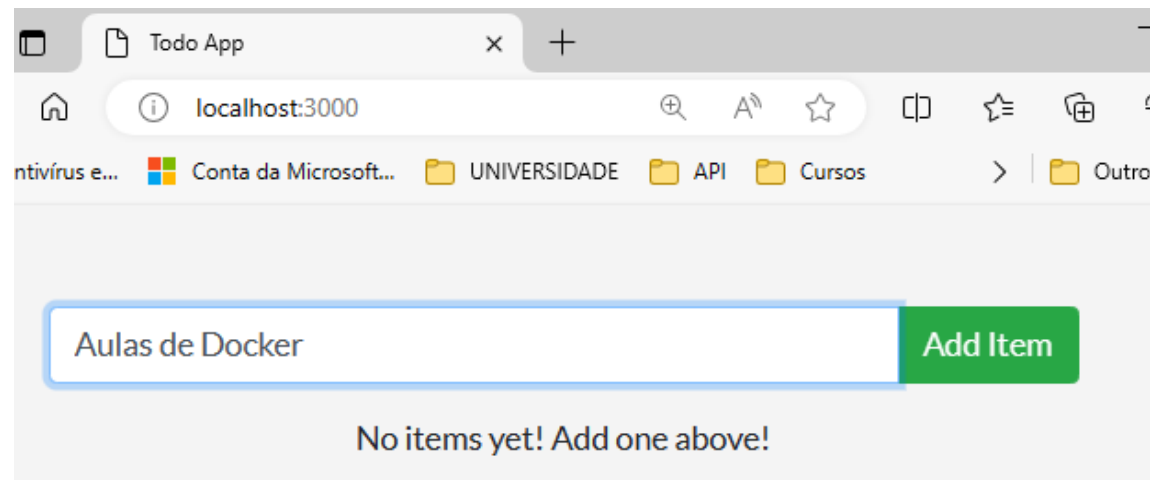 Todo App
localhost:3000
ntivírus e... Conta da Microsoft... UNIVERSIDADE API Cursos Outro
Aulas de Docker Add Item
No items yet! Add one above!